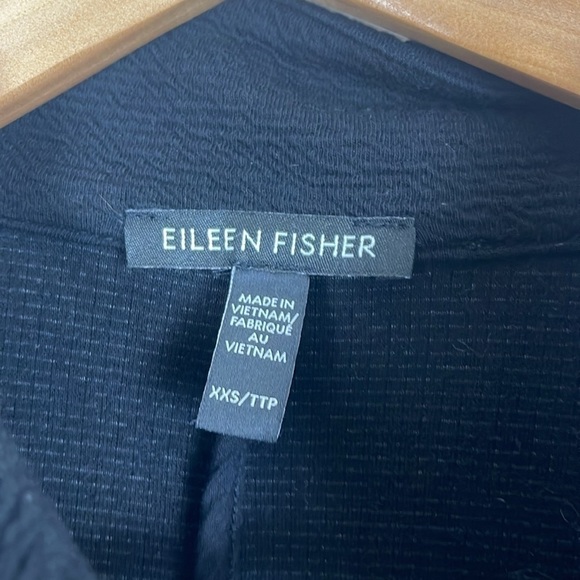 EILEEN FISHER
MADE IN
VIETNAM/
FABRIQUÉ
AU
VIETNAM
XXS/TTP